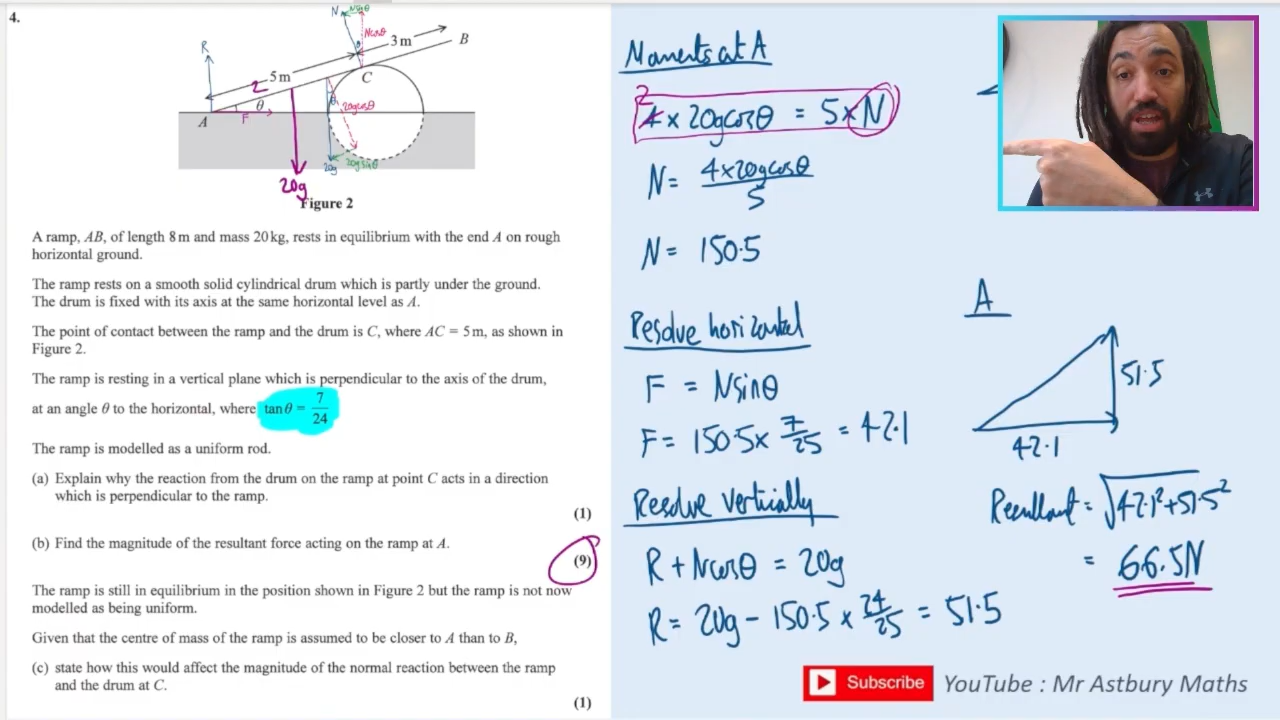 4.
R
N
Nsinθ
Ncosθ
3 m
B
5 m
2
C
θ
θ
20gcosθ
A
F
20g
20gsinθ
20g
Figure 2
A ramp, AB, of length 8 m and mass 20 kg, rests in equilibrium with the end A on rough
horizontal ground.
The ramp rests on a smooth solid cylindrical drum which is partly under the ground.
The drum is fixed with its axis at the same horizontal level as A.
The point of contact between the ramp and the drum is C, where AC = 5 m, as shown in
Figure 2.
The ramp is resting in a vertical plane which is perpendicular to the axis of the drum,
at an angle θ to the horizontal, where tan θ = 7/24
The ramp is modelled as a uniform rod.
(a) Explain why the reaction from the drum on the ramp at point C acts in a direction
which is perpendicular to the ramp.
(1)
(b) Find the magnitude of the resultant force acting on the ramp at A.
(9)
The ramp is still in equilibrium in the position shown in Figure 2 but the ramp is not now
modelled as being uniform.
Given that the centre of mass of the ramp is assumed to be closer to A than to B,
(c) state how this would affect the magnitude of the normal reaction between the ramp
and the drum at C.
(1)
Moments at A
2
4 × 20gcosθ = 5 × N
N = 4 × 20gcosθ / 5
N = 150.5
Resolve horizontal
F = Nsinθ
F = 150.5 × 7/25 = 42.1
Resolve vertically
R + Ncosθ = 20g
R = 20g − 150.5 × 24/25 = 51.5
A
51.5
42.1
Resultant = √42.1² + 51.5²
= 66.5N
Subscribe
YouTube : Mr Astbury Maths